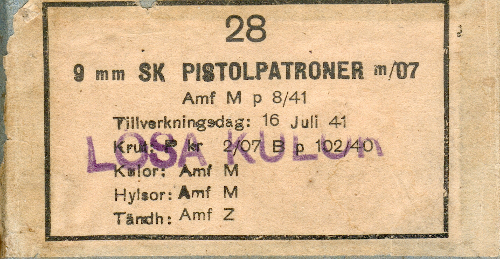 28
9 mm SK PISTOLPATRONER m/07
Amf M p 8/41
Tillverkningsdag: 16 Juli 41
Krut: P kr 2/07 B p 102/40
LÖSA KULOR
Kulor: Amf M
Hylsor: Amf M
Tändh: Amf Z